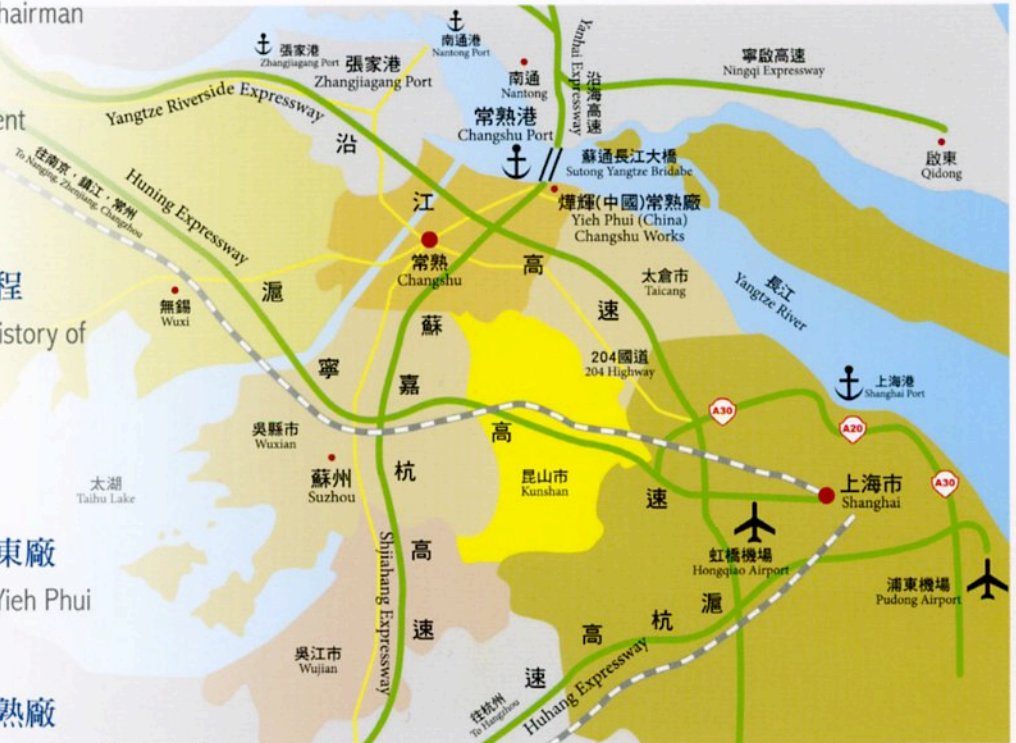 hairman
ent
程
istory of
東廠
Yieh Phui
熟廠
張家港
Zhangjiagang Port
張家港
Zhangjiagang Port
南通港
Nantong Port
南通
Nantong
Yanhai Expressway
沿海高速
寧啟高速
Ningqi Expressway
啟東
Qidong
常熟港
Changshu Port
蘇通長江大橋
Sutong Yangtze Bridabe
燁輝(中國)常熟廠
Yieh Phui (China)
Changshu Works
Yangtze Riverside Expressway
沿江高速
往南京,鎮江,常州
To Nangjng, Zhenjiang, Changzhou
Huning Expressway
滬寧高速
常熟
Changshu
無錫
Wuxi
太倉市
Taicang
長江
Yangtze River
204國道
204 Highway
蘇嘉杭高速
Shijiahang Expressway
吳縣市
Wuxian
蘇州
Suzhou
太湖
Taihu Lake
昆山市
Kunshan
上海港
Shanghai Port
A30
A20
A30
上海市
Shanghai
虹橋機場
Hongqiao Airport
浦東機場
Pudong Airport
吳江市
Wujian
滬杭高速
Huhang Expressway
往杭州
To Hangzhou